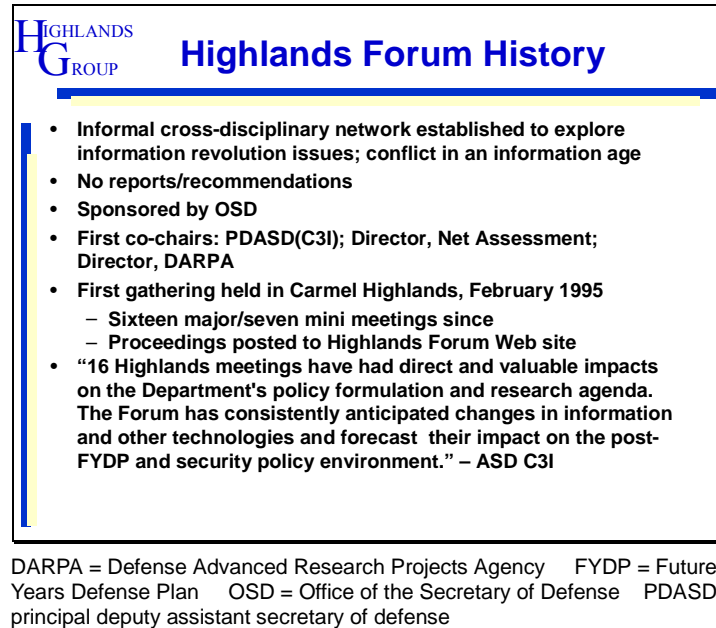 HIGHLANDS
GROUP
Highlands Forum History
• Informal cross-disciplinary network established to explore
information revolution issues; conflict in an information age
• No reports/recommendations
• Sponsored by OSD
• First co-chairs: PDASD(C3I); Director, Net Assessment;
Director, DARPA
• First gathering held in Carmel Highlands, February 1995
– Sixteen major/seven mini meetings since
– Proceedings posted to Highlands Forum Web site
• “16 Highlands meetings have had direct and valuable impacts
on the Department's policy formulation and research agenda.
The Forum has consistently anticipated changes in information
and other technologies and forecast their impact on the post-
FYDP and security policy environment.” – ASD C3I
DARPA = Defense Advanced Research Projects Agency FYDP = Future
Years Defense Plan OSD = Office of the Secretary of Defense PDASD
principal deputy assistant secretary of defense